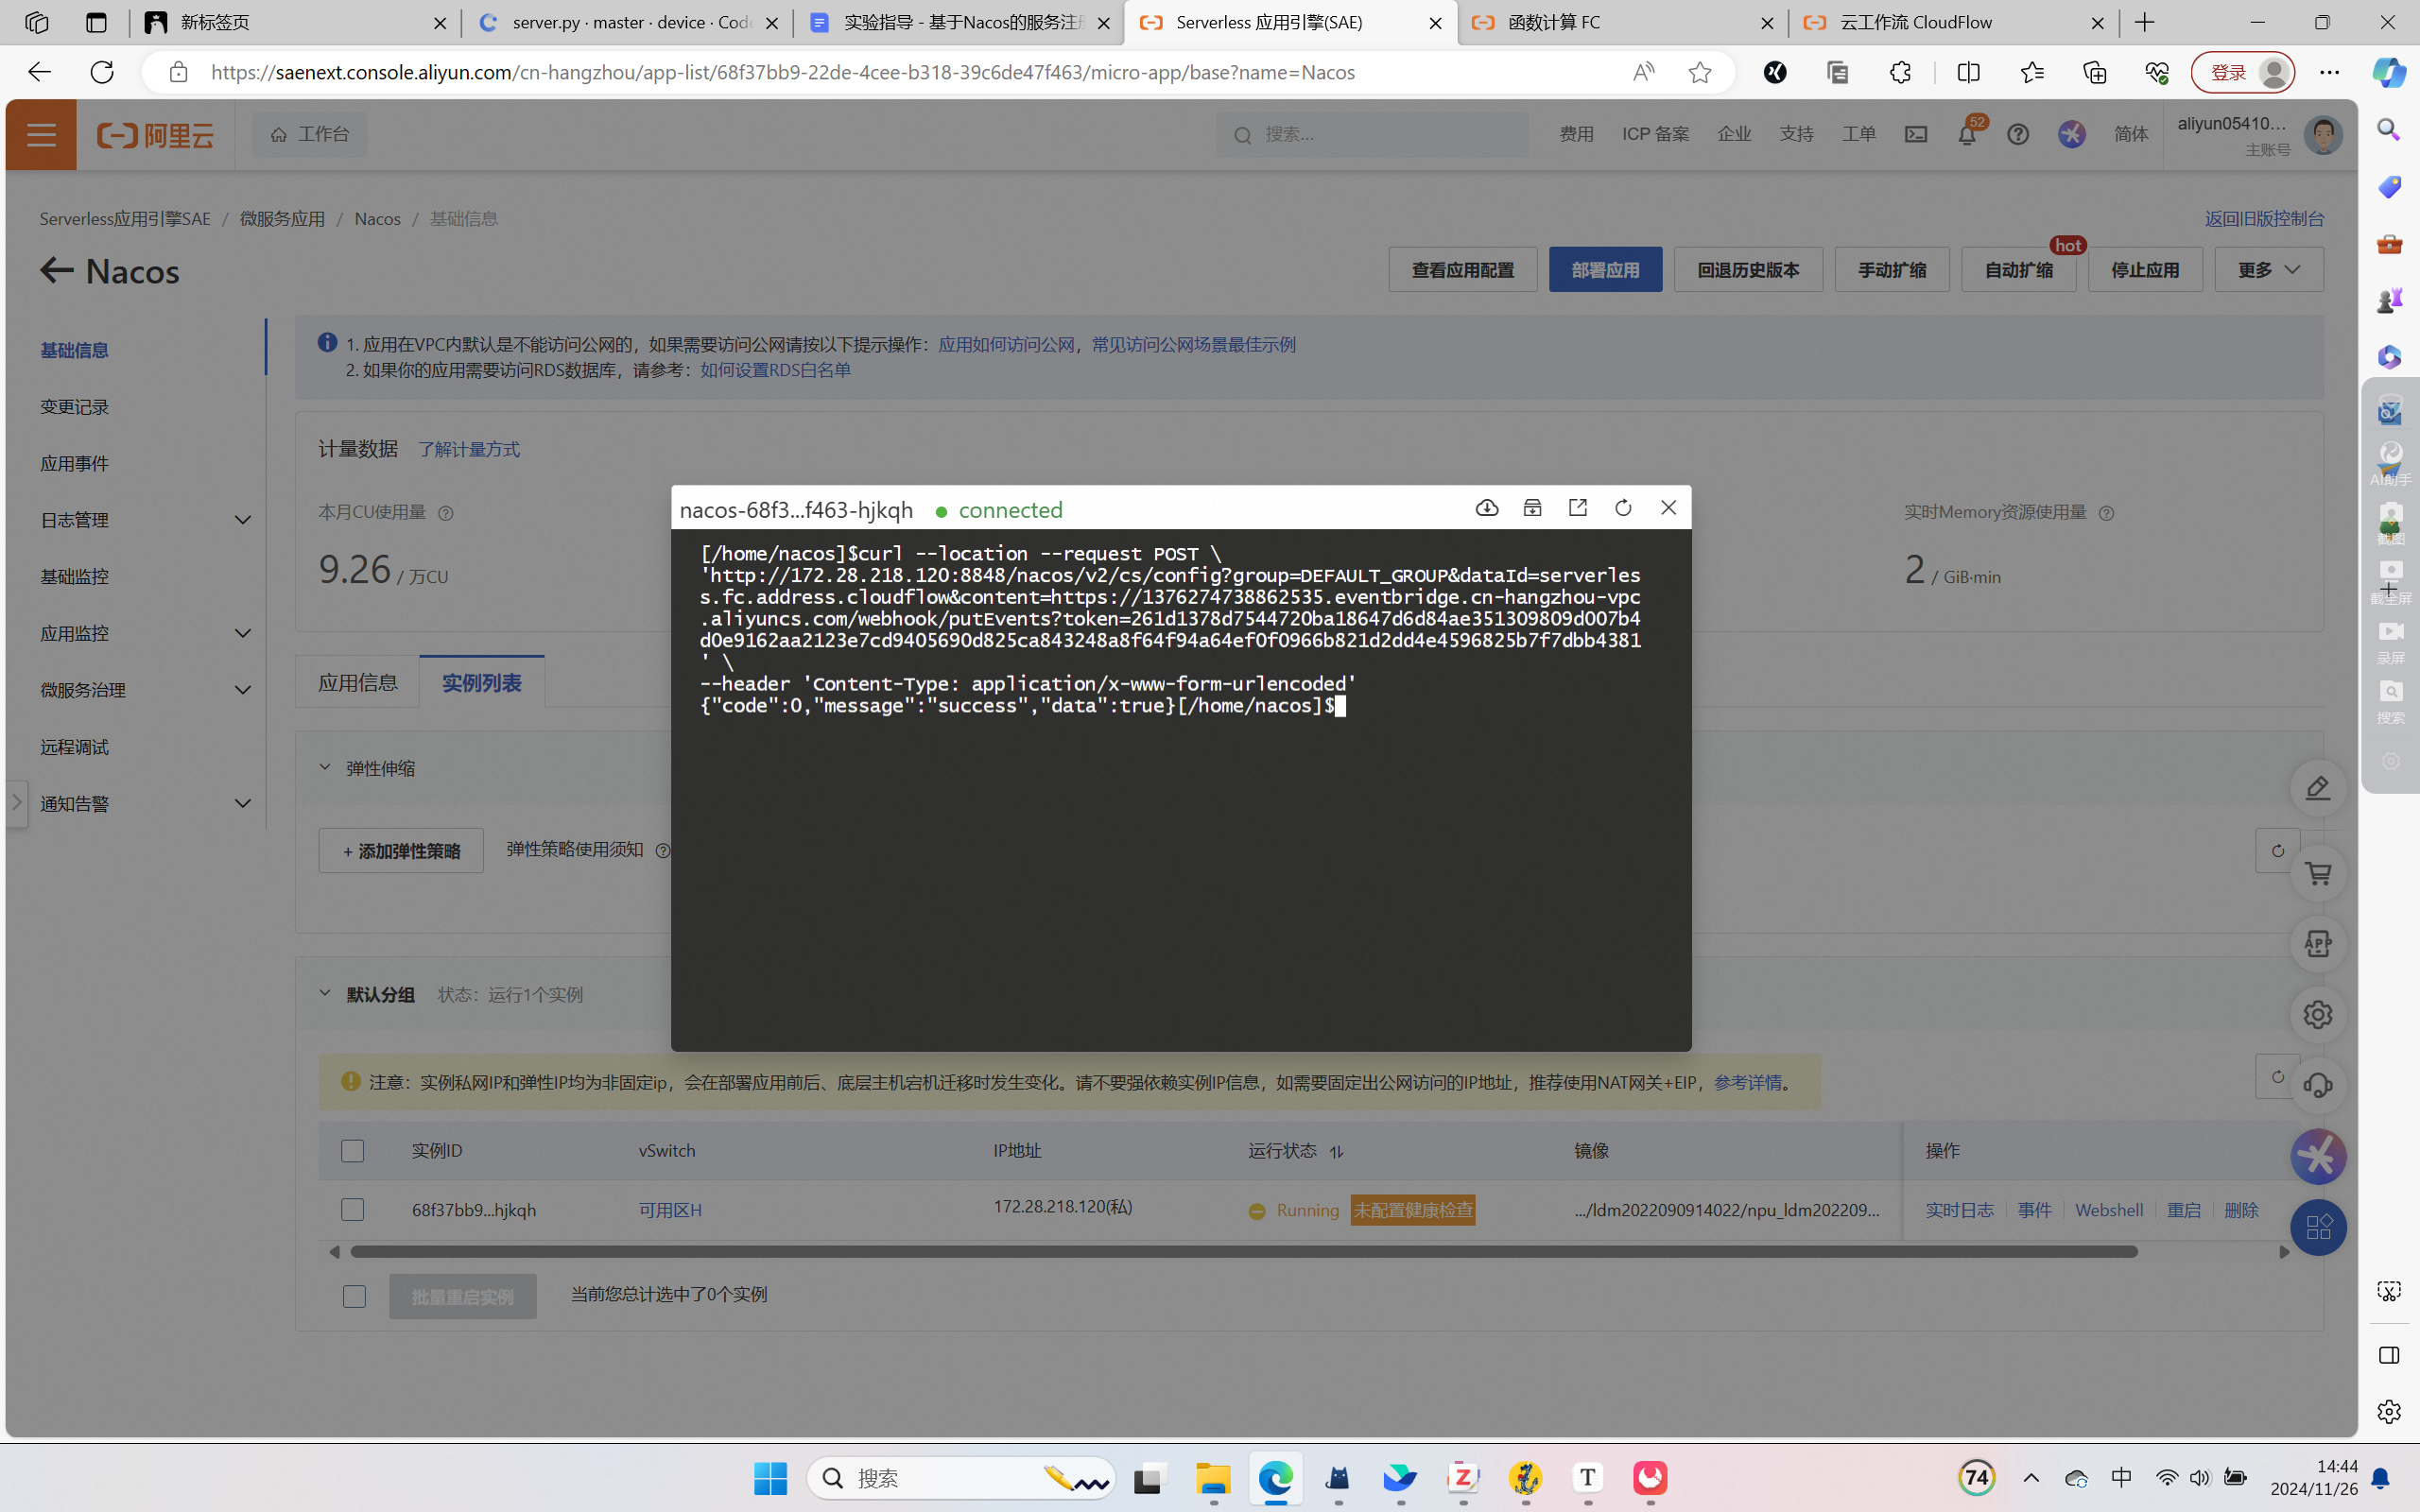 新标签页
server.py · master · device · Cod
实验指导 - 基于Nacos的服务注册
Serverless 应用引擎(SAE)
函数计算 FC
云工作流 CloudFlow
https://saenext.console.aliyun.com/cn-hangzhou/app-list/68f37bb9-22de-4cee-b318-39c6de47f463/micro-app/base?name=Nacos
登录
阿里云
工作台
搜索...
费用
ICP 备案
企业
支持
工单
52
简体
aliyun05410...
主账号
Serverless应用引擎SAE / 微服务应用 / Nacos / 基础信息
返回旧版控制台
Nacos
查看应用配置
部署应用
回退历史版本
手动扩缩
自动扩缩
hot
停止应用
更多
基础信息
变更记录
应用事件
日志管理
基础监控
应用监控
微服务治理
远程调试
通知告警
1. 应用在VPC内默认是不能访问公网的，如果需要访问公网请按以下提示操作：应用如何访问公网，常见访问公网场景最佳示例
2. 如果你的应用需要访问RDS数据库，请参考：如何设置RDS白名单
计量数据 了解计量方式
本月CU使用量
9.26 / 万CU
实时Memory资源使用量
2 / GiB·min
应用信息
实例列表
nacos-68f3...f463-hjkqh connected
[/home/nacos]$curl --location --request POST \
'http://172.28.218.120:8848/nacos/v2/cs/config?group=DEFAULT_GROUP&dataId=serverles
s.fc.address.cloudflow&content=https://1376274738862535.eventbridge.cn-hangzhou-vpc
.aliyuncs.com/webhook/putEvents?token=261d1378d7544720ba18647d6d84ae351309809d007b4
d0e9162aa2123e7cd9405690d825ca843248a8f64f94a64ef0f0966b821d2dd4e4596825b7f7dbb4381
' \
--header 'Content-Type: application/x-www-form-urlencoded'
{"code":0,"message":"success","data":true}[/home/nacos]$
弹性伸缩
+ 添加弹性策略
弹性策略使用须知
默认分组 状态：运行1个实例
注意：实例私网IP和弹性IP均为非固定ip，会在部署应用前后、底层主机宕机迁移时发生变化。请不要强依赖实例IP信息，如需要固定出公网访问的IP地址，推荐使用NAT网关+EIP，参考详情。
实例ID
vSwitch
IP地址
运行状态
镜像
操作
68f37bb9...hjkqh
可用区H
172.28.218.120(私)
Running
未配置健康检查
.../ldm2022090914022/npu_ldm202209...
实时日志
事件
Webshell
重启
删除
批量重启实例
当前您总计选中了0个实例
AI助手
截图
截全屏
录屏
搜索
APP
搜索
74
中
14:44
2024/11/26